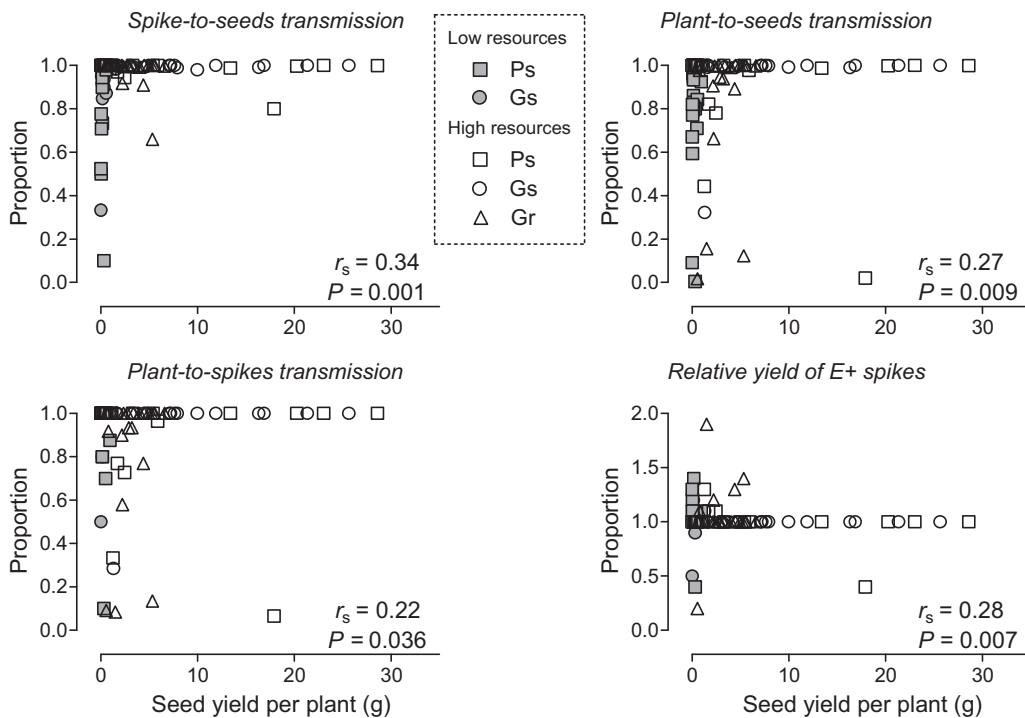 Spike-to-seeds transmission
Proportion
1.0
0.8
0.6
0.4
0.2
0.0
r_s = 0.34
P = 0.001
0 10 20 30
Low resources
Ps
Gs
High resources
Ps
Gs
Gr
Plant-to-seeds transmission
Proportion
1.0
0.8
0.6
0.4
0.2
0.0
r_s = 0.27
P = 0.009
0 10 20 30
Plant-to-spikes transmission
Proportion
1.0
0.8
0.6
0.4
0.2
0.0
r_s = 0.22
P = 0.036
0 10 20 30
Seed yield per plant (g)
Relative yield of E+ spikes
Proportion
2.0
1.5
1.0
0.5
0.0
r_s = 0.28
P = 0.007
0 10 20 30
Seed yield per plant (g)